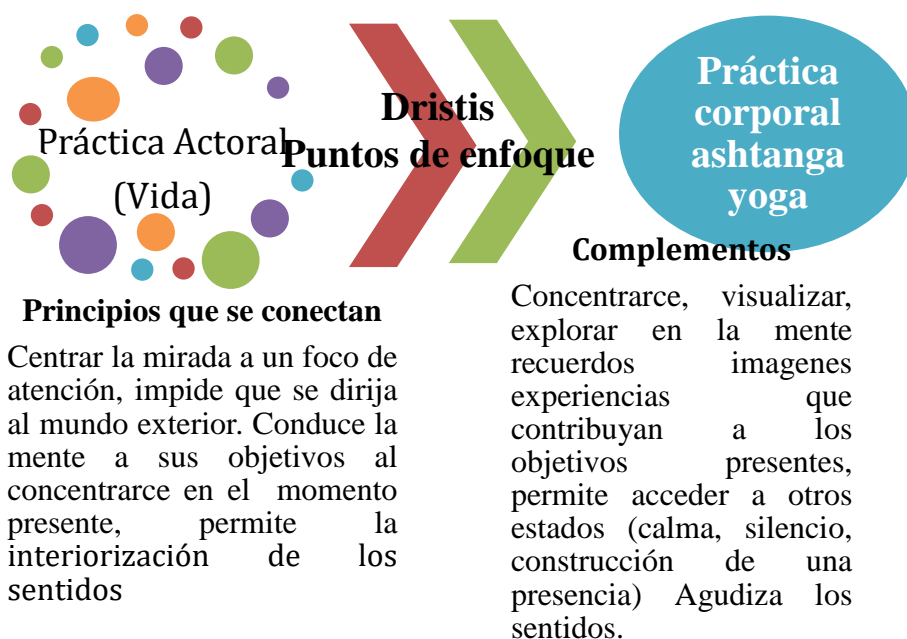 Práctica Actoral
(Vida)
Dristis
Puntos de enfoque
Práctica
corporal
ashtanga
yoga
Principios que se conectan
Centrar la mirada a un foco de
atención, impide que se dirija
al mundo exterior. Conduce la
mente a sus objetivos al
concentrarce en el momento
presente, permite la
interiorización de los
sentidos
Complementos
Concentrarce, visualizar,
explorar en la mente
recuerdos imagenes
experiencias que
contribuyan a los
objetivos presentes,
permite acceder a otros
estados (calma, silencio,
construcción de una
presencia) Agudiza los
sentidos.